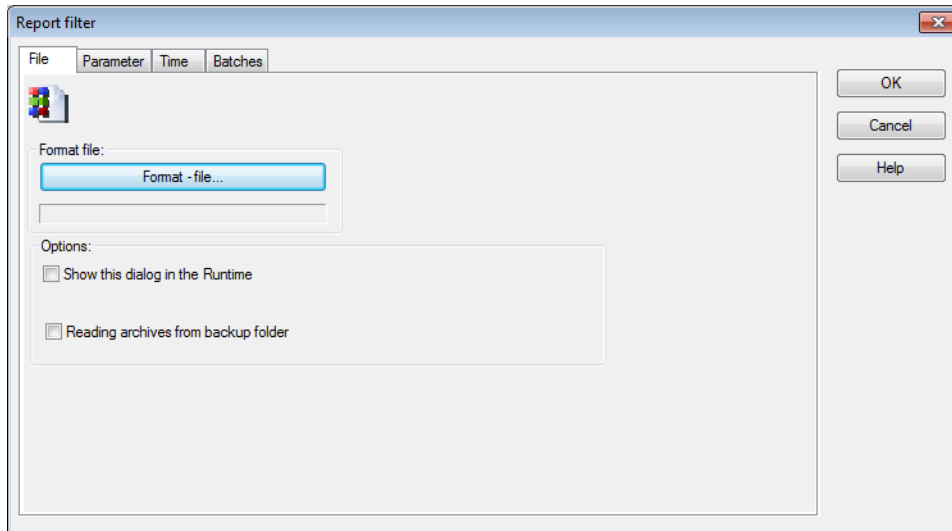 Report filter
File Parameter Time Batches
OK
Cancel
Help
Format file:
Format - file...
Options:
Show this dialog in the Runtime
Reading archives from backup folder